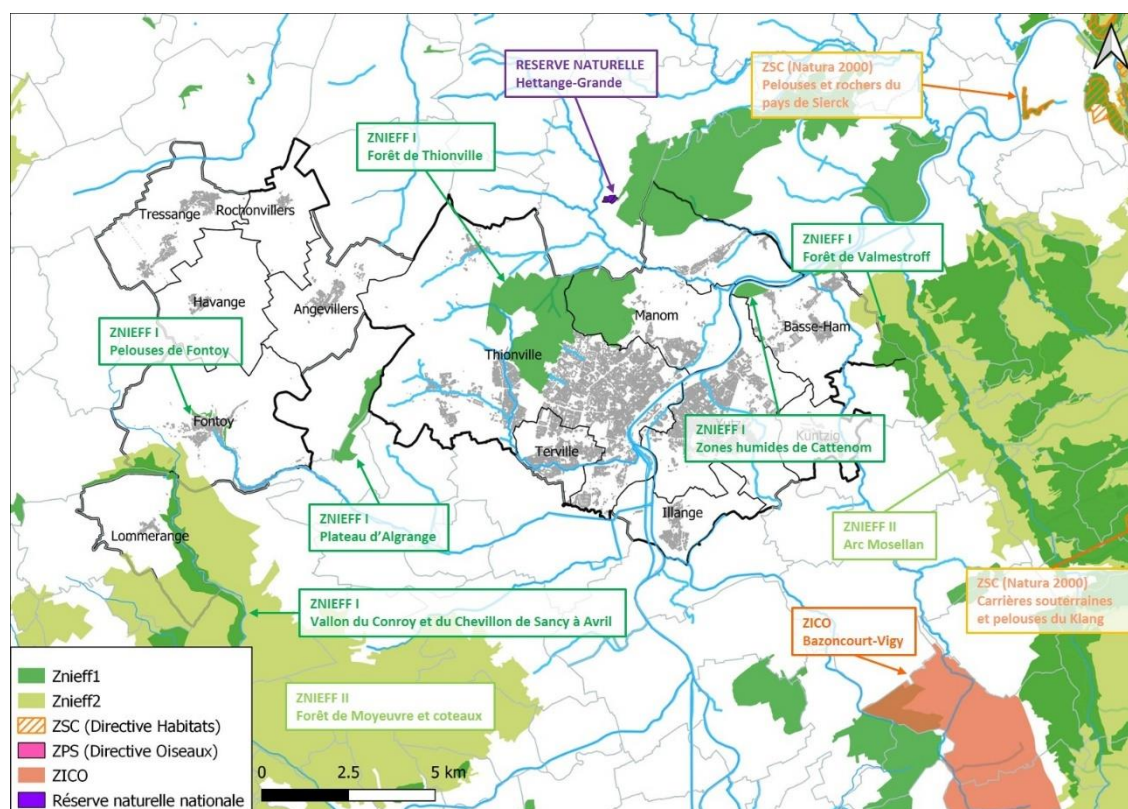 RESERVE NATURELLE
Hettange-Grande
ZSC (Natura 2000)
Pelouses et rochers du
pays de Sierck
ZNIEFF I
Forêt de Thionville
Tressange
Rochonvillers
ZNIEFF I
Forêt de Valmestroff
Havange
Angevillers
Manom
Basse-Ham
ZNIEFF I
Pelouses de Fontoy
Thionville
Fontoy
ZNIEFF I
Zones humides de Cattenom
Yutz
Kuntzig
Terville
ZNIEFF I
Plateau d'Algrange
Illange
ZNIEFF II
Arc Mosellan
Lommerange
ZSC (Natura 2000)
Carrières souterraines
et pelouses du Klang
ZNIEFF I
Vallon du Conroy et du Chevillon de Sancy à Avril
ZICO
Bazoncourt-Vigy
ZNIEFF II
Forêt de Moyeuvre et coteaux
Znieff1
Znieff2
ZSC (Directive Habitats)
ZPS (Directive Oiseaux)
ZICO
Réserve naturelle nationale
0 2.5 5 km